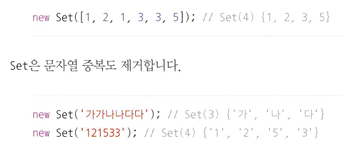 new Set([1, 2, 1, 3, 3, 5]); // Set(4) {1, 2, 3, 5}
Set은 문자열 중복도 제거합니다.
new Set('가가나나다다'); // Set(3) {'가', '나', '다'}
new Set('121533'); // Set(4) {'1', '2', '5', '3'}